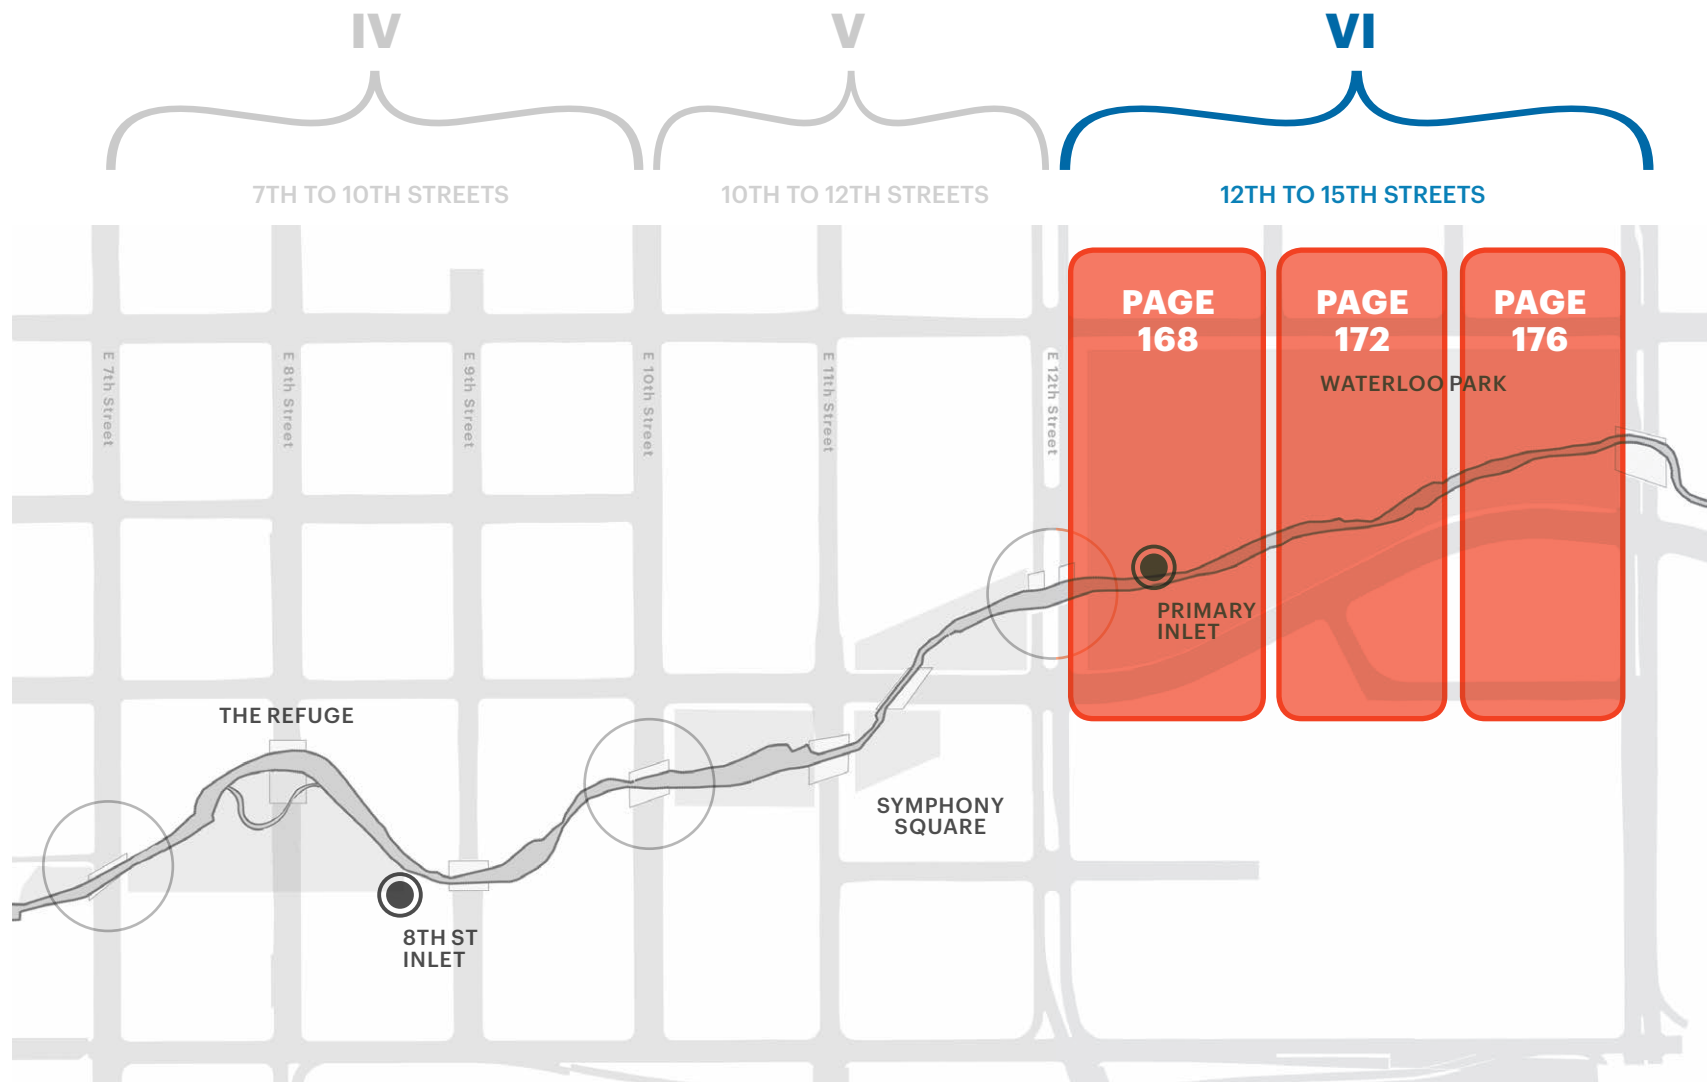 IV
V
VI
7TH TO 10TH STREETS
10TH TO 12TH STREETS
12TH TO 15TH STREETS
PAGE
168
PAGE
172
PAGE
176
WATERLOO PARK
E 7th Street
E 8th Street
E 9th Street
E 10th Street
E 11th Street
E 12th Street
PRIMARY
INLET
THE REFUGE
SYMPHONY
SQUARE
8TH ST
INLET